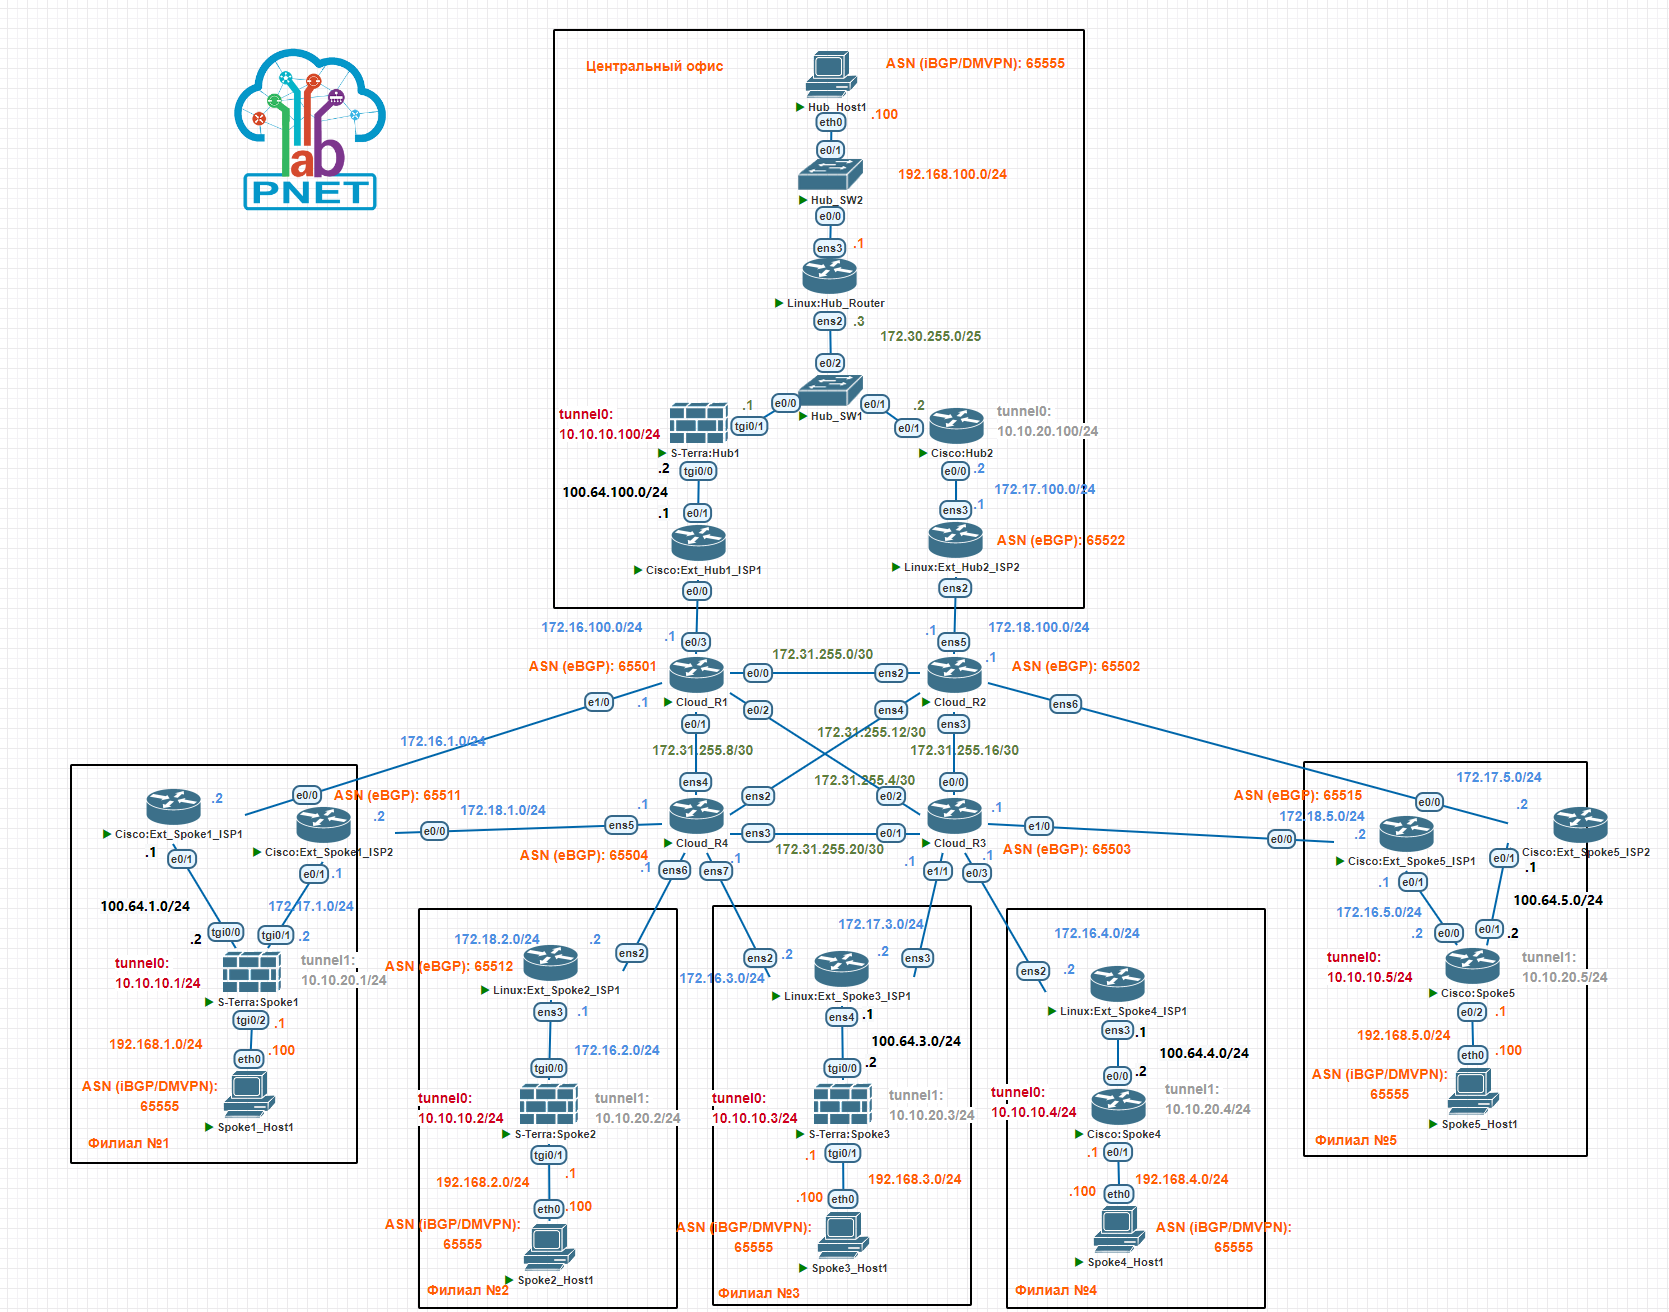 Центральный офис
ASN (iBGP/DMVPN): 65555
Hub_Host1
eth0
.100
e0/1
192.168.100.0/24
Hub_SW2
e0/0
ens3
.1
Linux:Hub_Router
ens2
.3
172.30.255.0/25
e0/2
lab
PNET
tunnel0:
10.10.10.100/24
.1
tgi0/1
e0/0
Hub_SW1
e0/1
.2
e0/1
tunnel0:
10.10.20.100/24
S-Terra:Hub1
Cisco:Hub2
.2
tgi0/0
e0/0
.2
100.64.100.0/24
172.17.100.0/24
.1
e0/1
ens3
.1
ASN (eBGP): 65522
Cisco:Ext_Hub1_ISP1
Linux:Ext_Hub2_ISP2
e0/0
ens2
172.16.100.0/24
.1
e0/3
.1
ens5
172.18.100.0/24
172.31.255.0/30
.1
ASN (eBGP): 65501
e0/0
ens2
ASN (eBGP): 65502
e1/0
.1
Cloud_R1
Cloud_R2
ens6
e0/1
e0/2
ens4
ens3
172.31.255.12/30
172.16.1.0/24
172.31.255.8/30
172.31.255.16/30
172.31.255.4/30
ens4
ens2
e0/2
e0/0
e0/0
ASN (eBGP): 65511
.2
.1
.1
172.18.1.0/24
.2
e0/0
ens5
Cisco:Ext_Spoke1_ISP1
Cisco:Ext_Spoke1_ISP2
Cloud_R4
ens3
e0/1
172.31.255.20/30
Cloud_R3
e1/0
ASN (eBGP): 65504
ASN (eBGP): 65503
.1
ens6
ens7
.1
.1
e1/1
e0/3
.1
172.17.5.0/24
ASN (eBGP): 65515
e0/0
.2
172.18.5.0/24
.2
e0/0
Cisco:Ext_Spoke5_ISP1
Cisco:Ext_Spoke5_ISP2
.1
e0/1
e0/1
.1
100.64.1.0/24
172.17.1.0/24
.2
tgi0/0
tgi0/1
.2
tunnel0:
10.10.10.1/24
tunnel1:
10.10.20.1/24
S-Terra:Spoke1
tgi0/2
.1
192.168.1.0/24
eth0
.100
ASN (iBGP/DMVPN):
65555
Spoke1_Host1
Филиал №1
172.18.2.0/24
.2
ens2
ASN (eBGP): 65512
Linux:Ext_Spoke2_ISP1
ens3
.1
172.16.2.0/24
tgi0/0
tunnel0:
10.10.10.2/24
tunnel1:
10.10.20.2/24
S-Terra:Spoke2
tgi0/1
.1
192.168.2.0/24
eth0
.100
ASN (iBGP/DMVPN):
65555
Spoke2_Host1
Филиал №2
172.17.3.0/24
ens2
.2
.2
ens3
172.16.3.0/24
Linux:Ext_Spoke3_ISP1
ens4
.1
100.64.3.0/24
tgi0/0
.2
tunnel0:
10.10.10.3/24
tunnel1:
10.10.20.3/24
S-Terra:Spoke3
.1
tgi0/1
192.168.3.0/24
.100
eth0
ASN (iBGP/DMVPN):
65555
Spoke3_Host1
Филиал №3
172.16.4.0/24
ens2
.2
Linux:Ext_Spoke4_ISP1
ens3
.1
100.64.4.0/24
e0/0
.2
tunnel0:
10.10.10.4/24
tunnel1:
10.10.20.4/24
Cisco:Spoke4
.1
e0/1
192.168.4.0/24
.100
eth0
ASN (iBGP/DMVPN):
65555
Spoke4_Host1
Филиал №4
.1
e0/1
e0/1
.1
100.64.5.0/24
172.16.5.0/24
.2
e0/0
e0/1
.2
tunnel0:
10.10.10.5/24
tunnel1:
10.10.20.5/24
Cisco:Spoke5
e0/2
.1
192.168.5.0/24
eth0
.100
ASN (iBGP/DMVPN):
65555
Spoke5_Host1
Филиал №5